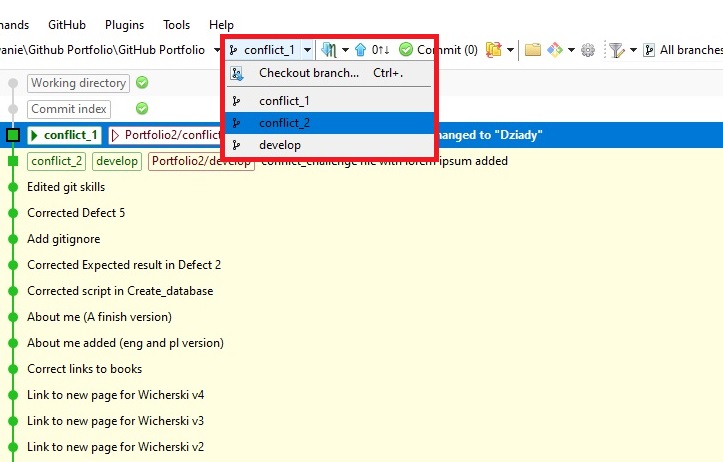 nands GitHub Plugins Tools Help
vanie\Github Portfolio\GitHub Portfolio conflict_1 0↑↓ Commit (0) All branches
Checkout branch... Ctrl+.
conflict_1
conflict_2
develop
Working directory
Commit index
conflict_1 Portfolio2/conflic hanged to "Dziady"
conflict_2 develop Portfolio2/develop conflict_challenge file with lorem ipsum added
Edited git skills
Corrected Defect 5
Add gitignore
Corrected Expected result in Defect 2
Corrected script in Create_database
About me (A finish version)
About me added (eng and pl version)
Correct links to books
Link to new page for Wicherski v4
Link to new page for Wicherski v3
Link to new page for Wicherski v2